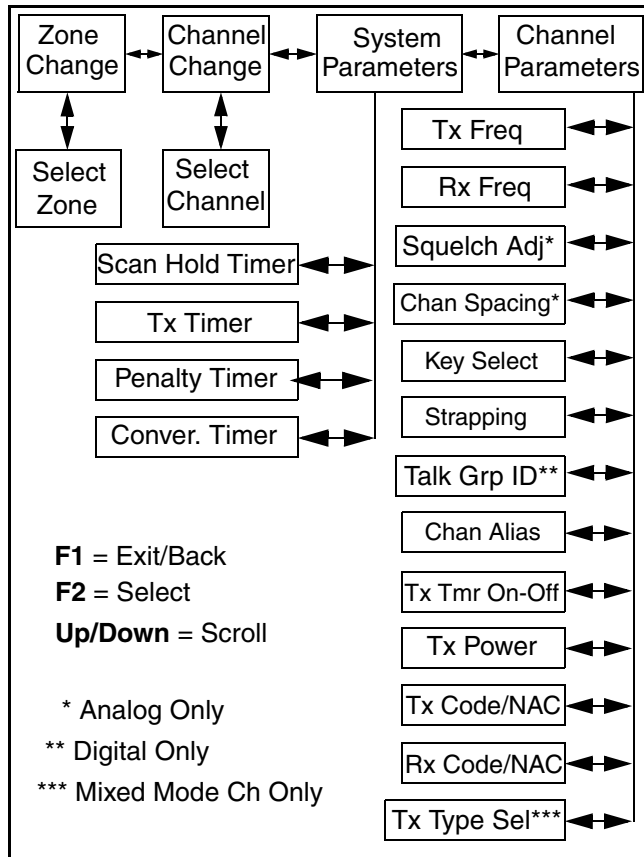 Zone
Change
Channel
Change
System
Parameters
Channel
Parameters
Select
Zone
Select
Channel
Scan Hold Timer
Tx Timer
Penalty Timer
Conver. Timer
Tx Freq
Rx Freq
Squelch Adj*
Chan Spacing*
Key Select
Strapping
Talk Grp ID**
Chan Alias
Tx Tmr On-Off
Tx Power
Tx Code/NAC
Rx Code/NAC
Tx Type Sel***
F1 = Exit/Back
F2 = Select
Up/Down = Scroll
* Analog Only
** Digital Only
*** Mixed Mode Ch Only